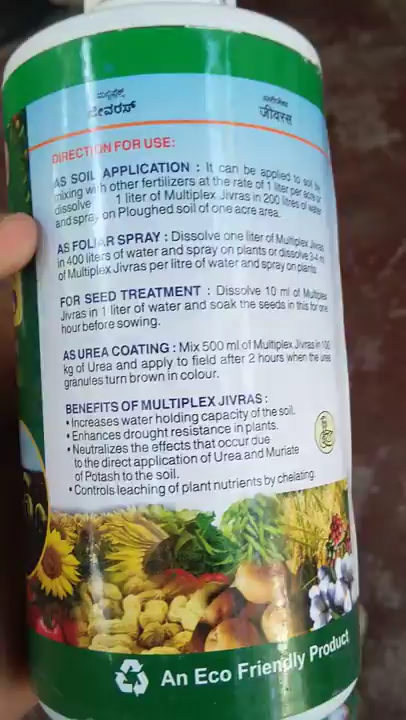 ಮಲ್ಟಿಪ್ಲೆಕ್ಸ್
ಜೀವರಸ್
जीवरस
DIRECTION FOR USE:
AS SOIL APPLICATION : It can be applied to soil by
mixing with other fertilizers at the rate of 1 liter per acre or
dissolve 1 liter of Multiplex Jivras in 200 litres of water
and spray on Ploughed soil of one acre area.
AS FOLIAR SPRAY : Dissolve one liter of Multiplex Jivras
in 400 liters of water and spray on plants or dissolve 3-4 ml
of Multiplex Jivras per litre of water and spray on plants
FOR SEED TREATMENT : Dissolve 10 ml of Multiplex
Jivras in 1 liter of water and soak the seeds in this for one
hour before sowing.
AS UREA COATING : Mix 500 ml of Multiplex Jivras in 100
kg of Urea and apply to field after 2 hours when the urea
granules turn brown in colour.
BENEFITS OF MULTIPLEX JIVRAS :
• Increases water holding capacity of the soil.
• Enhances drought resistance in plants.
• Neutralizes the effects that occur due
to the direct application of Urea and Muriate
of Potash to the soil.
• Controls leaching of plant nutrients by chelating.
An Eco Friendly Product